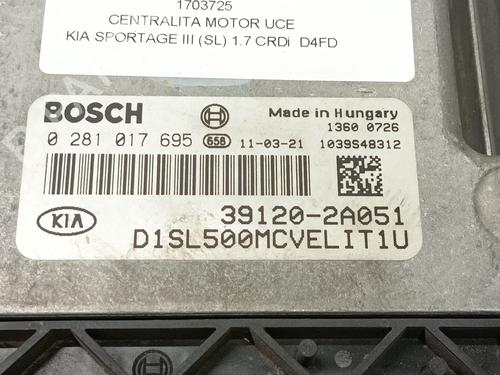 1703725
CENTRALITA MOTOR UCE
KIA SPORTAGE III (SL) 1.7 CRDi D4FD
BOSCH
Made in Hungary
1360 0726
0 281 017 695 658 11-03-21 1039S48312
KIA
39120-2A051
D1SL500MCVELIT1U